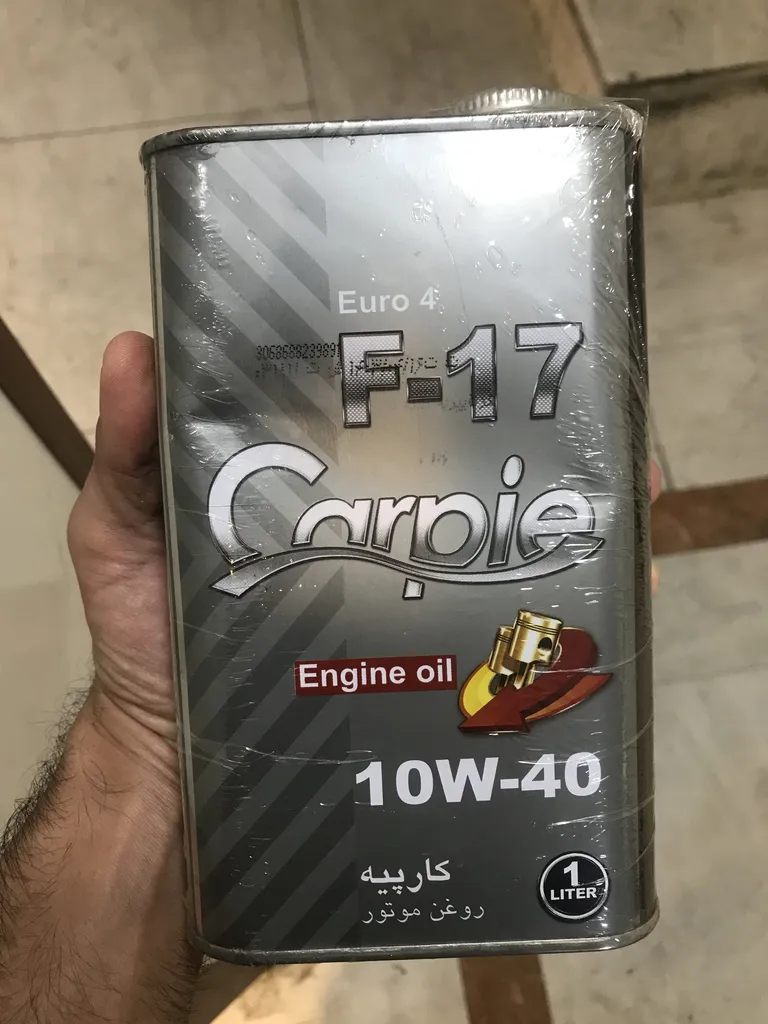 Euro 4
F-17
Carpie
Engine oil
10W-40
کارپیه
روغن موتور
1
LITER